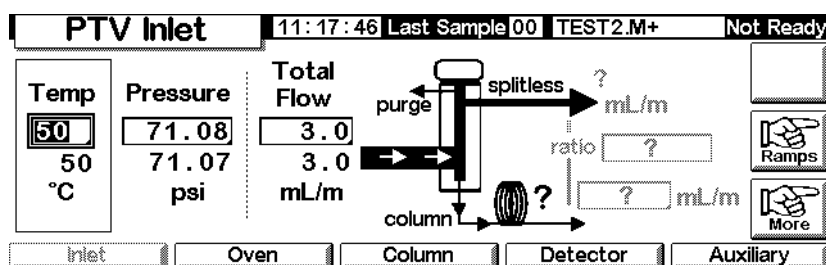 PTV Inlet 11:17:46 Last Sample 00 TEST2.M+ Not Ready
Temp Pressure Total Flow
50 71.08 3.0
50 71.07 3.0
°C psi mL/m
purge splitless ? mL/m
ratio ?
? mL/m
column ?
Ramps
More
Inlet Oven Column Detector Auxiliary